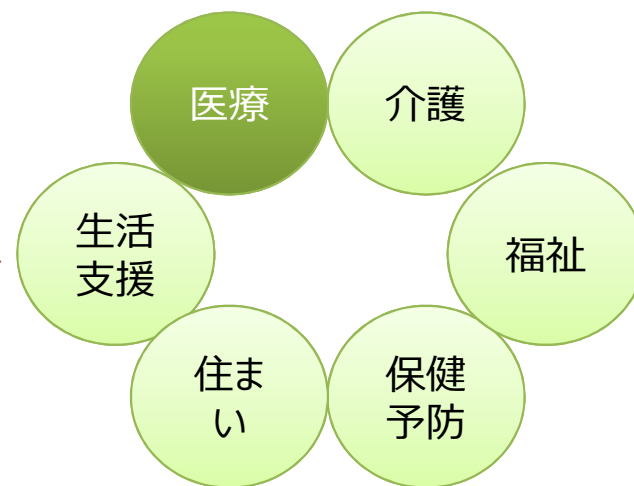 医療
介護
生活
支援
福祉
住ま
い
保健
予防